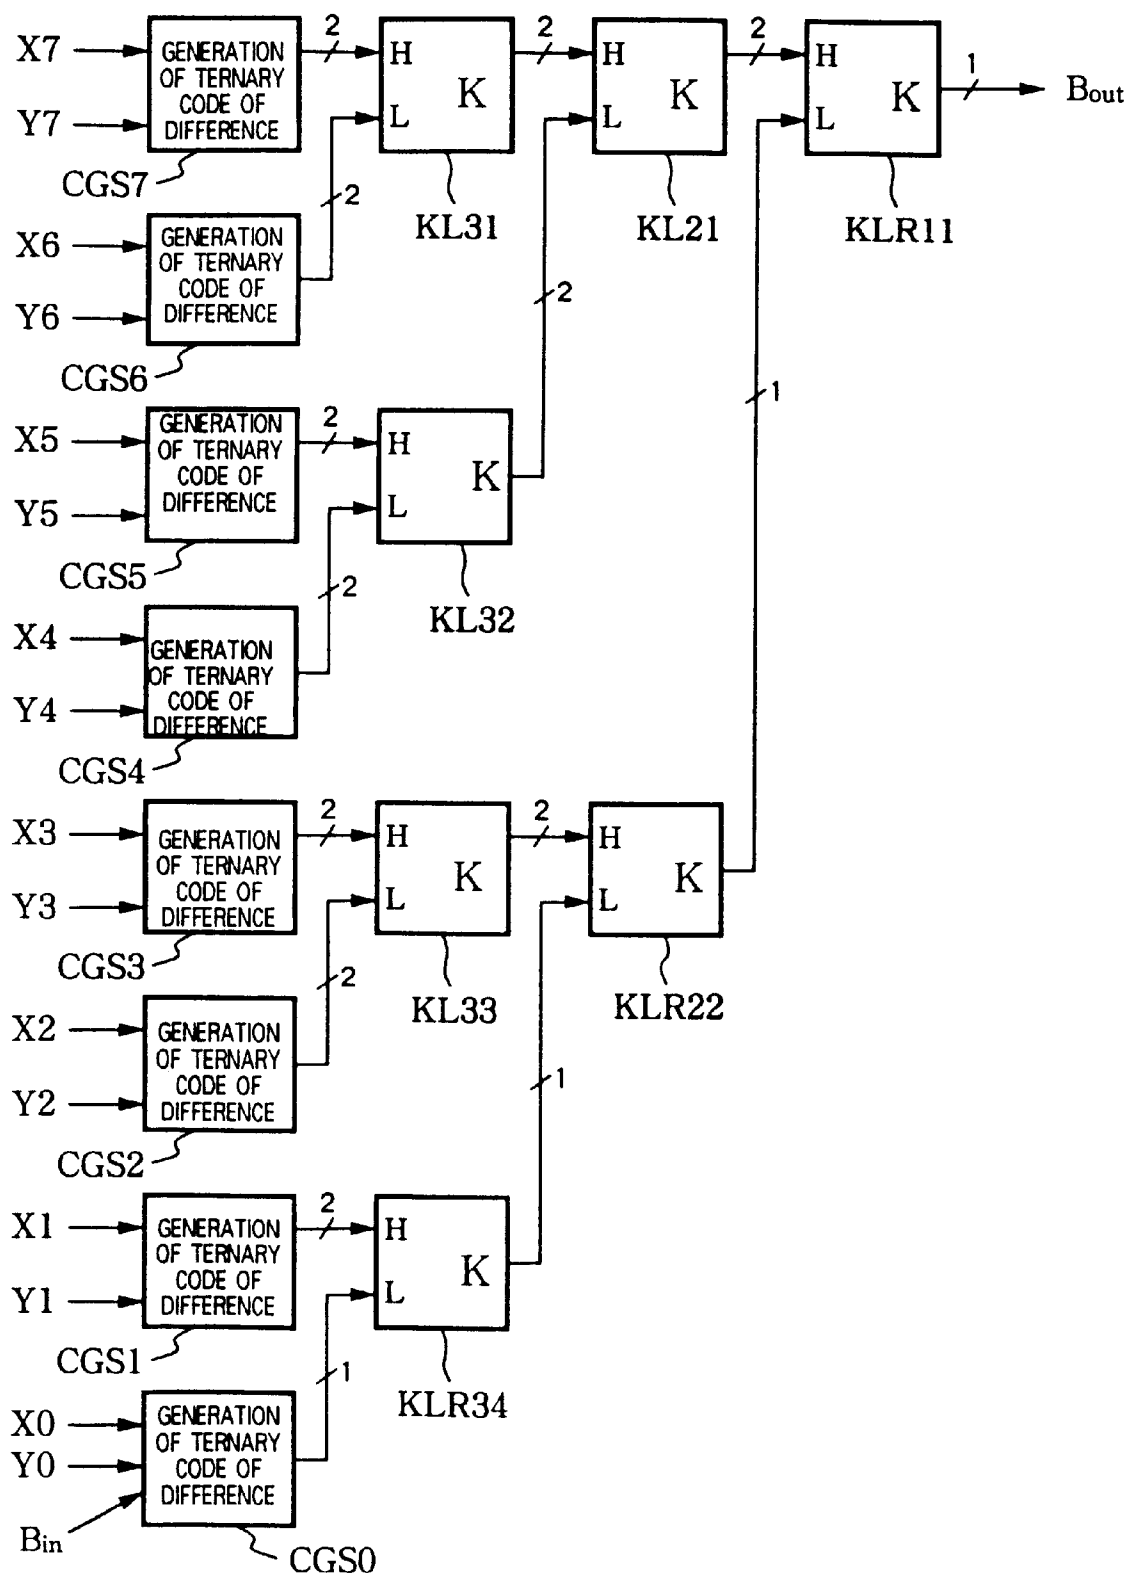 X7
Y7
GENERATION
OF TERNARY
CODE OF
DIFFERENCE
CGS7
2
H
L
K
KL31
2
H
L
K
KL21
2
H
L
K
KLR11
1
Bout
2
X6
Y6
GENERATION
OF TERNARY
CODE OF
DIFFERENCE
CGS6
2
X5
Y5
GENERATION
OF TERNARY
CODE OF
DIFFERENCE
CGS5
2
H
L
K
KL32
1
2
X4
Y4
GENERATION
OF TERNARY
CODE OF
DIFFERENCE
CGS4
X3
Y3
GENERATION
OF TERNARY
CODE OF
DIFFERENCE
CGS3
2
H
L
K
KL33
2
H
L
K
KLR22
2
X2
Y2
GENERATION
OF TERNARY
CODE OF
DIFFERENCE
CGS2
1
X1
Y1
GENERATION
OF TERNARY
CODE OF
DIFFERENCE
CGS1
2
H
L
K
KLR34
1
X0
Y0
Bin
GENERATION
OF TERNARY
CODE OF
DIFFERENCE
CGS0